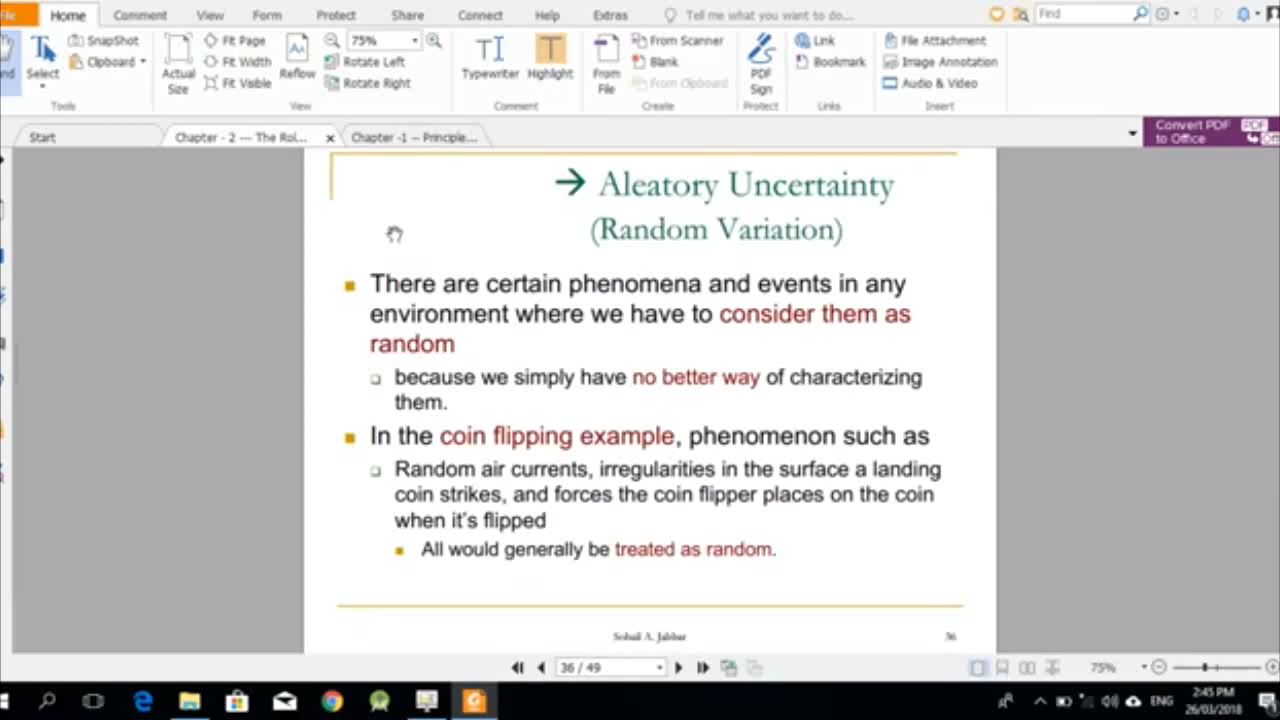 File Home Comment View Form Protect Share Connect Help Extras Tell me what you want to do... Find
Select
SnapShot
Clipboard
Tools
Actual Size
Fit Page
Fit Width
Fit Visible
Reflow
75%
Rotate Left
Rotate Right
View
Typewriter
Highlight
Comment
From File
From Scanner
Blank
From Clipboard
Create
PDF Sign
Protect
Link
Bookmark
Links
File Attachment
Image Annotation
Audio & Video
Insert
Start Chapter - 2 --- The Rol... x Chapter -1 -- Principle...
Convert PDF to Office
→ Aleatory Uncertainty
(Random Variation)
There are certain phenomena and events in any
environment where we have to consider them as
random
because we simply have no better way of characterizing
them.
In the coin flipping example, phenomenon such as
Random air currents, irregularities in the surface a landing
coin strikes, and forces the coin flipper places on the coin
when it's flipped
All would generally be treated as random.
Sohail A. Jabbar 36
36 / 49 75%
ENG 2:45 PM
26/03/2018